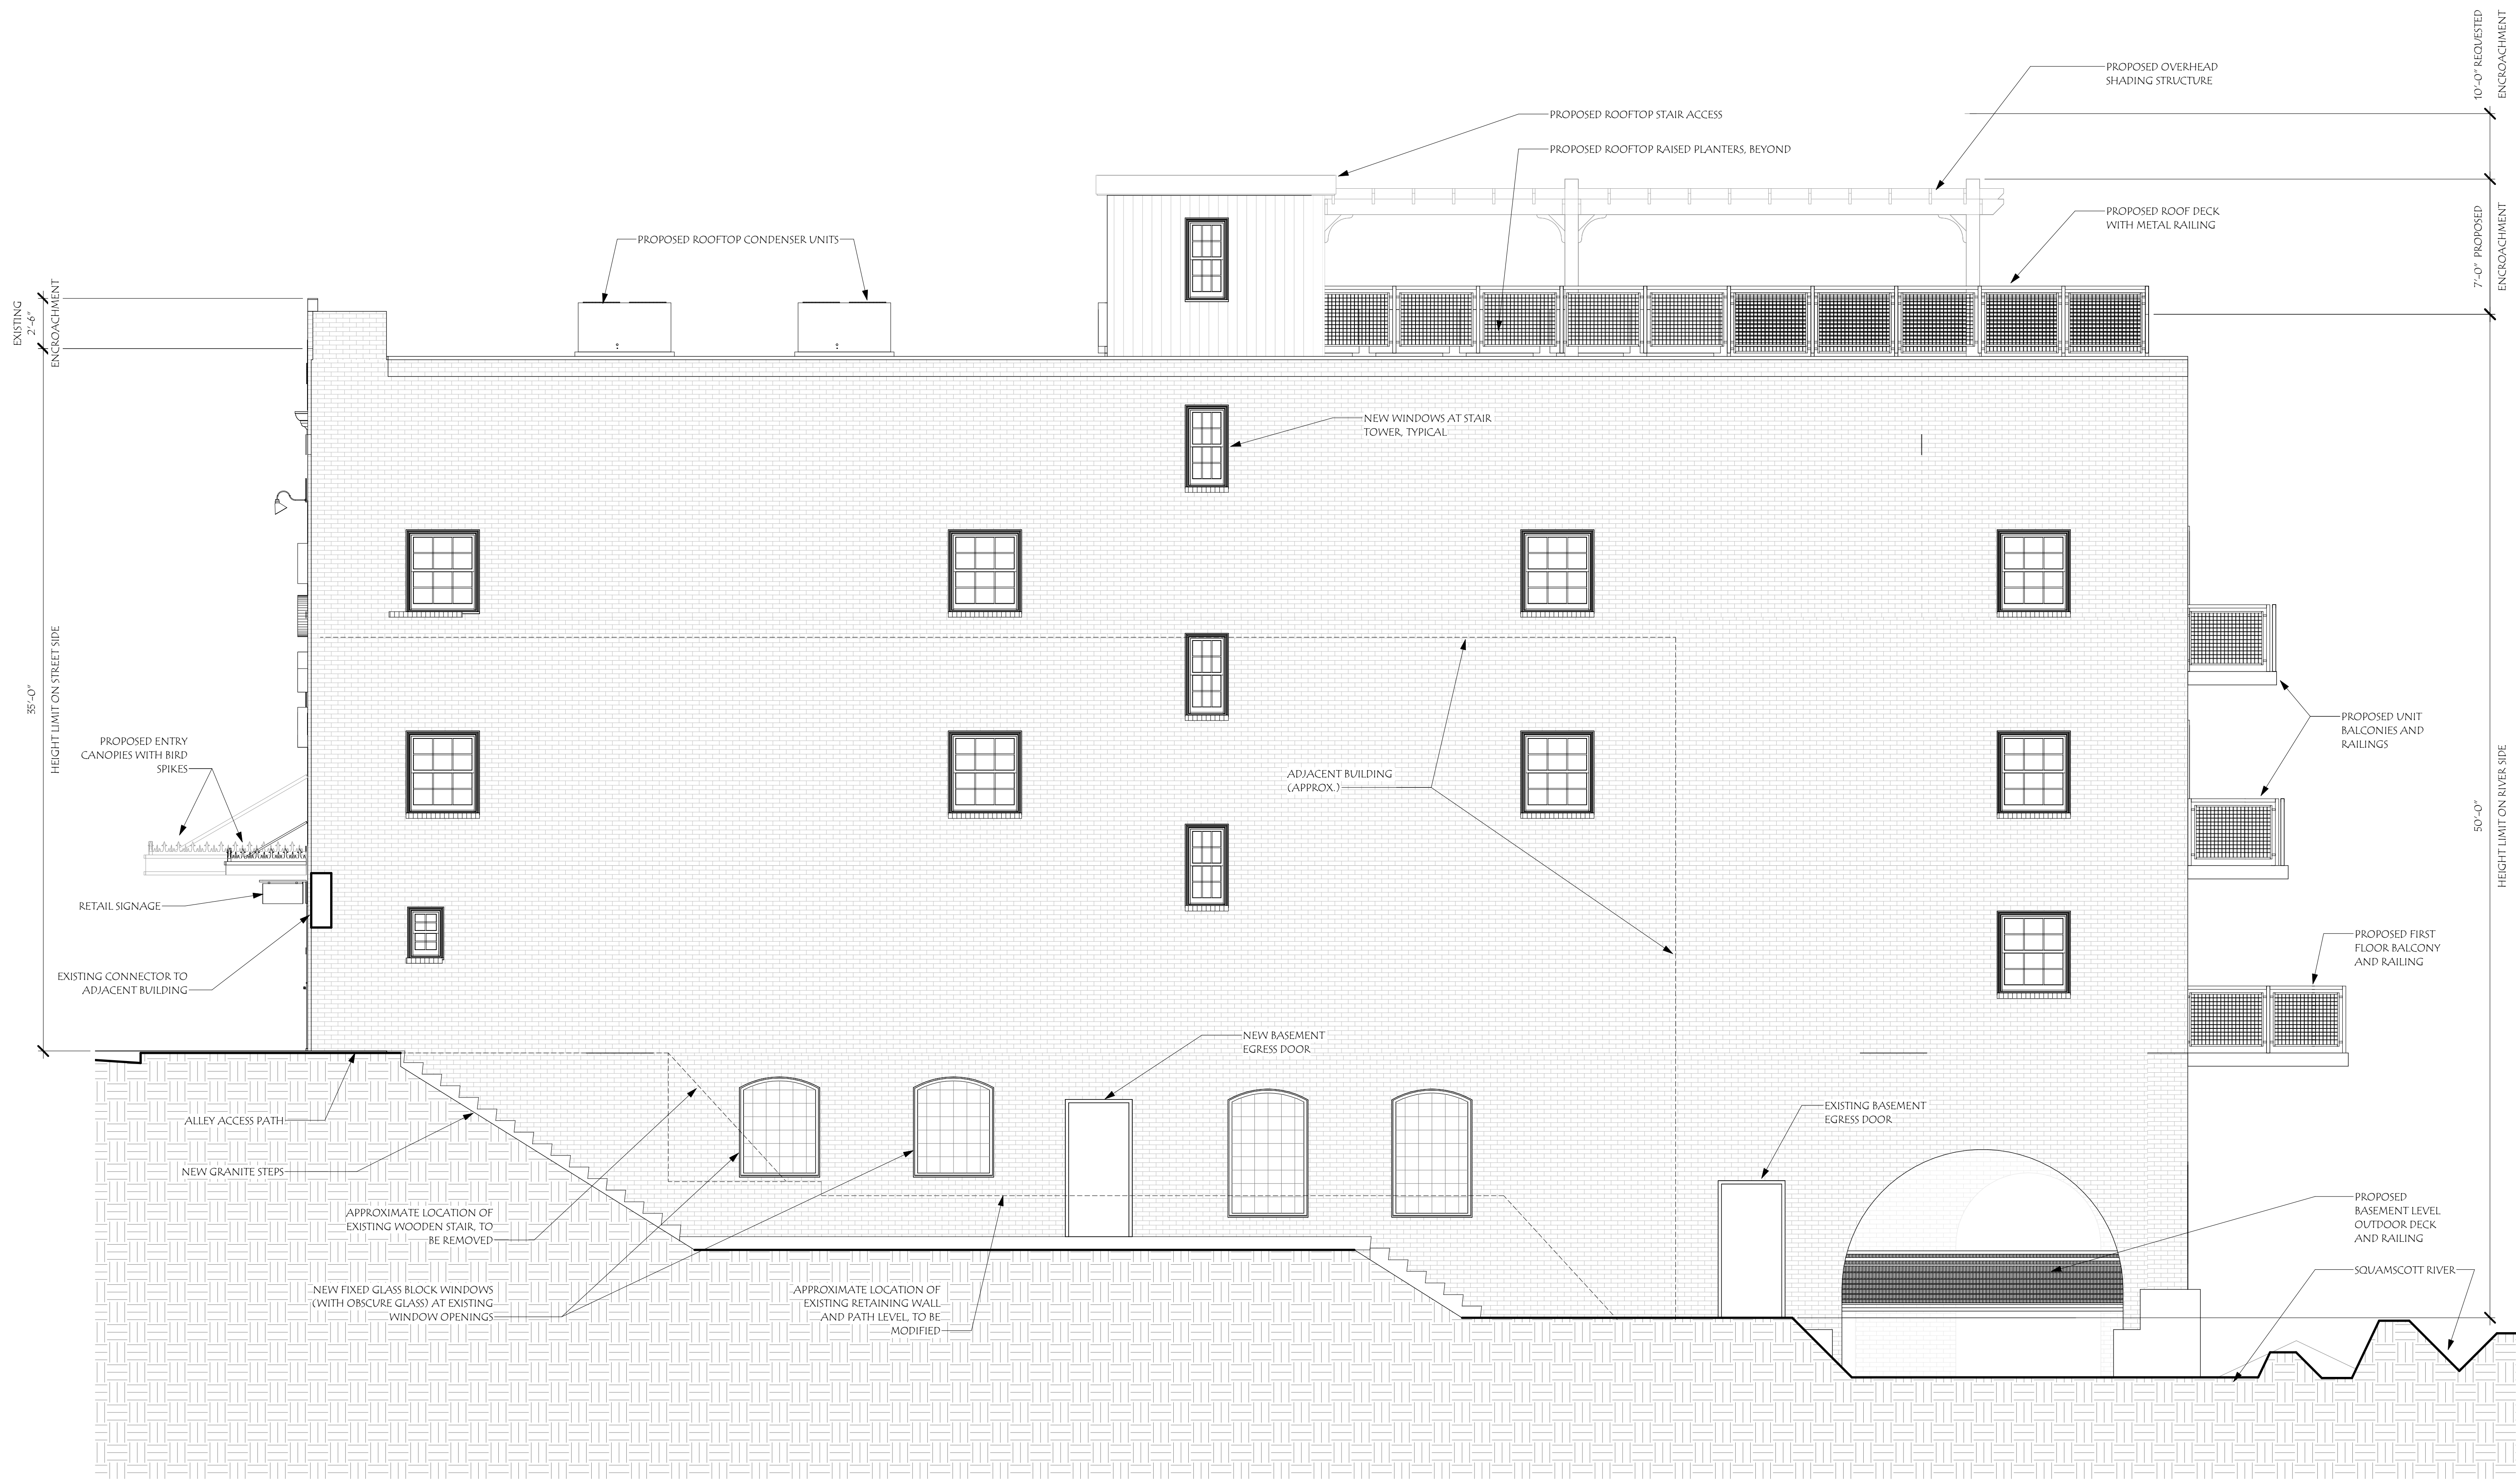 10'-0" REQUESTED
ENCROACHMENT
PROPOSED OVERHEAD
SHADING STRUCTURE
PROPOSED ROOFTOP STAIR ACCESS
PROPOSED ROOFTOP RAISED PLANTERS, BEYOND
PROPOSED ROOF DECK
WITH METAL RAILING
7'-0" PROPOSED
ENCROACHMENT
PROPOSED ROOFTOP CONDENSER UNITS
EXISTING
2'-6"
ENCROACHMENT
NEW WINDOWS AT STAIR
TOWER, TYPICAL
35'-0"
HEIGHT LIMIT ON STREET SIDE
PROPOSED UNIT
BALCONIES AND
RAILINGS
PROPOSED ENTRY
CANOPIES WITH BIRD
SPIKES
ADJACENT BUILDING
(APPROX.)
50'-0"
HEIGHT LIMIT ON RIVER SIDE
RETAIL SIGNAGE
PROPOSED FIRST
FLOOR BALCONY
AND RAILING
EXISTING CONNECTOR TO
ADJACENT BUILDING
NEW BASEMENT
EGRESS DOOR
ALLEY ACCESS PATH
EXISTING BASEMENT
EGRESS DOOR
NEW GRANITE STEPS
APPROXIMATE LOCATION OF
EXISTING WOODEN STAIR, TO
BE REMOVED
PROPOSED
BASEMENT LEVEL
OUTDOOR DECK
AND RAILING
SQUAMSCOTT RIVER
NEW FIXED GLASS BLOCK WINDOWS
(WITH OBSCURE GLASS) AT EXISTING
WINDOW OPENINGS
APPROXIMATE LOCATION OF
EXISTING RETAINING WALL
AND PATH LEVEL, TO BE
MODIFIED